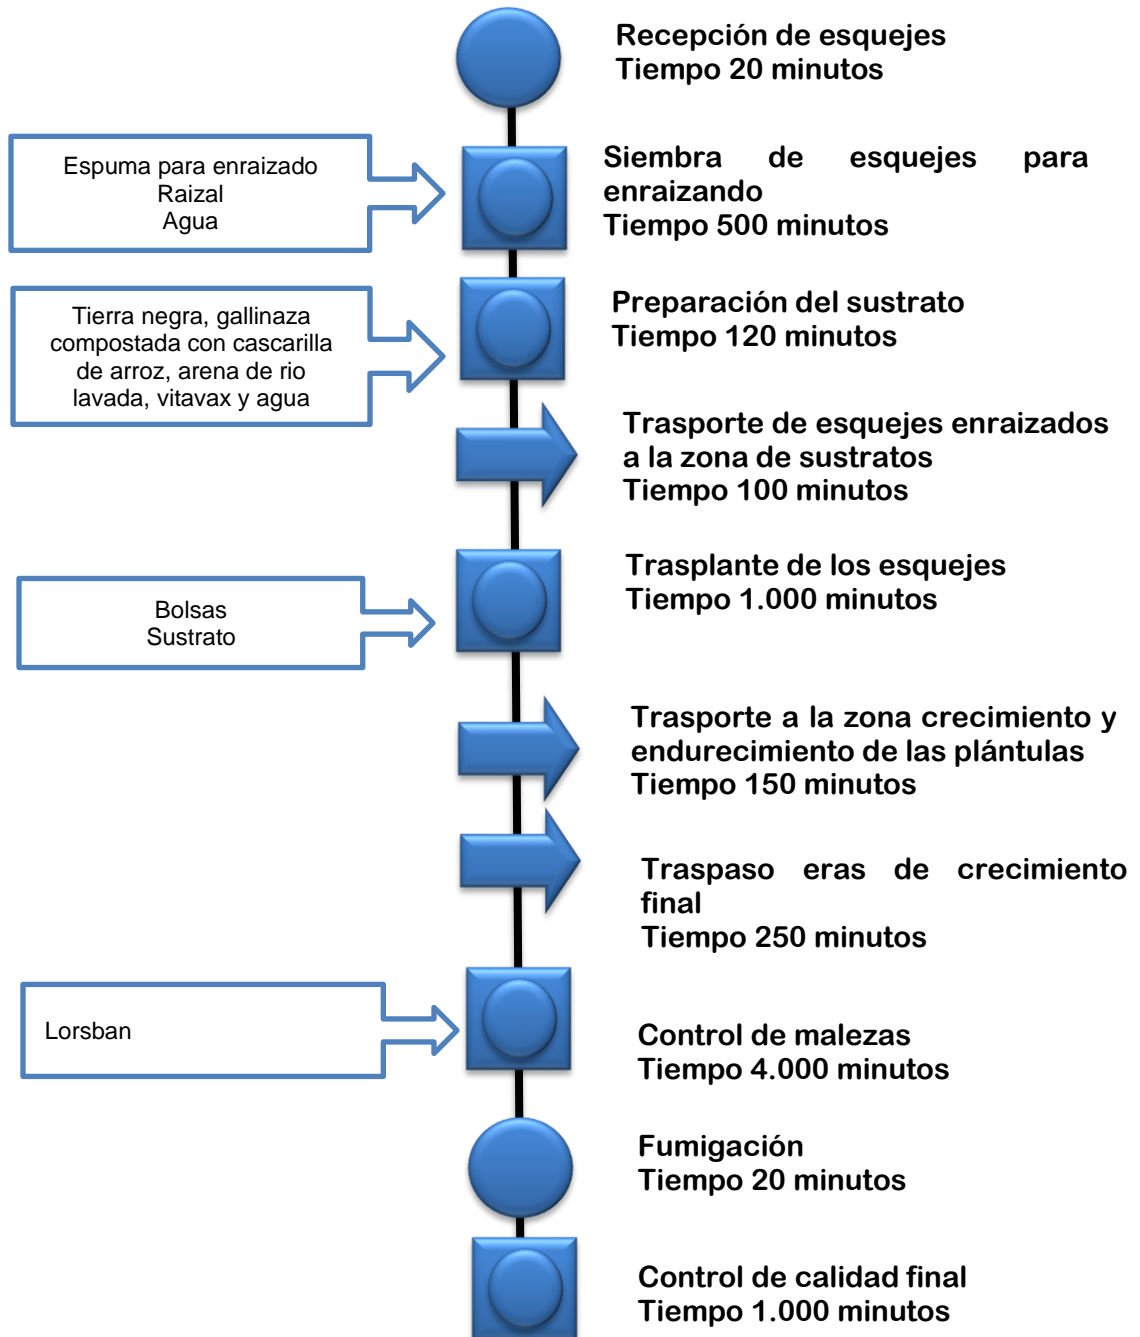 Recepción de esquejes
Tiempo 20 minutos
Espuma para enraizado
Raizal
Agua
Siembra de esquejes para
enraizando
Tiempo 500 minutos
Tierra negra, gallinaza
compostada con cascarilla
de arroz, arena de rio
lavada, vitavax y agua
Preparación del sustrato
Tiempo 120 minutos
Trasporte de esquejes enraizados
a la zona de sustratos
Tiempo 100 minutos
Bolsas
Sustrato
Trasplante de los esquejes
Tiempo 1.000 minutos
Trasporte a la zona crecimiento y
endurecimiento de las plántulas
Tiempo 150 minutos
Traspaso eras de crecimiento
final
Tiempo 250 minutos
Lorsban
Control de malezas
Tiempo 4.000 minutos
Fumigación
Tiempo 20 minutos
Control de calidad final
Tiempo 1.000 minutos